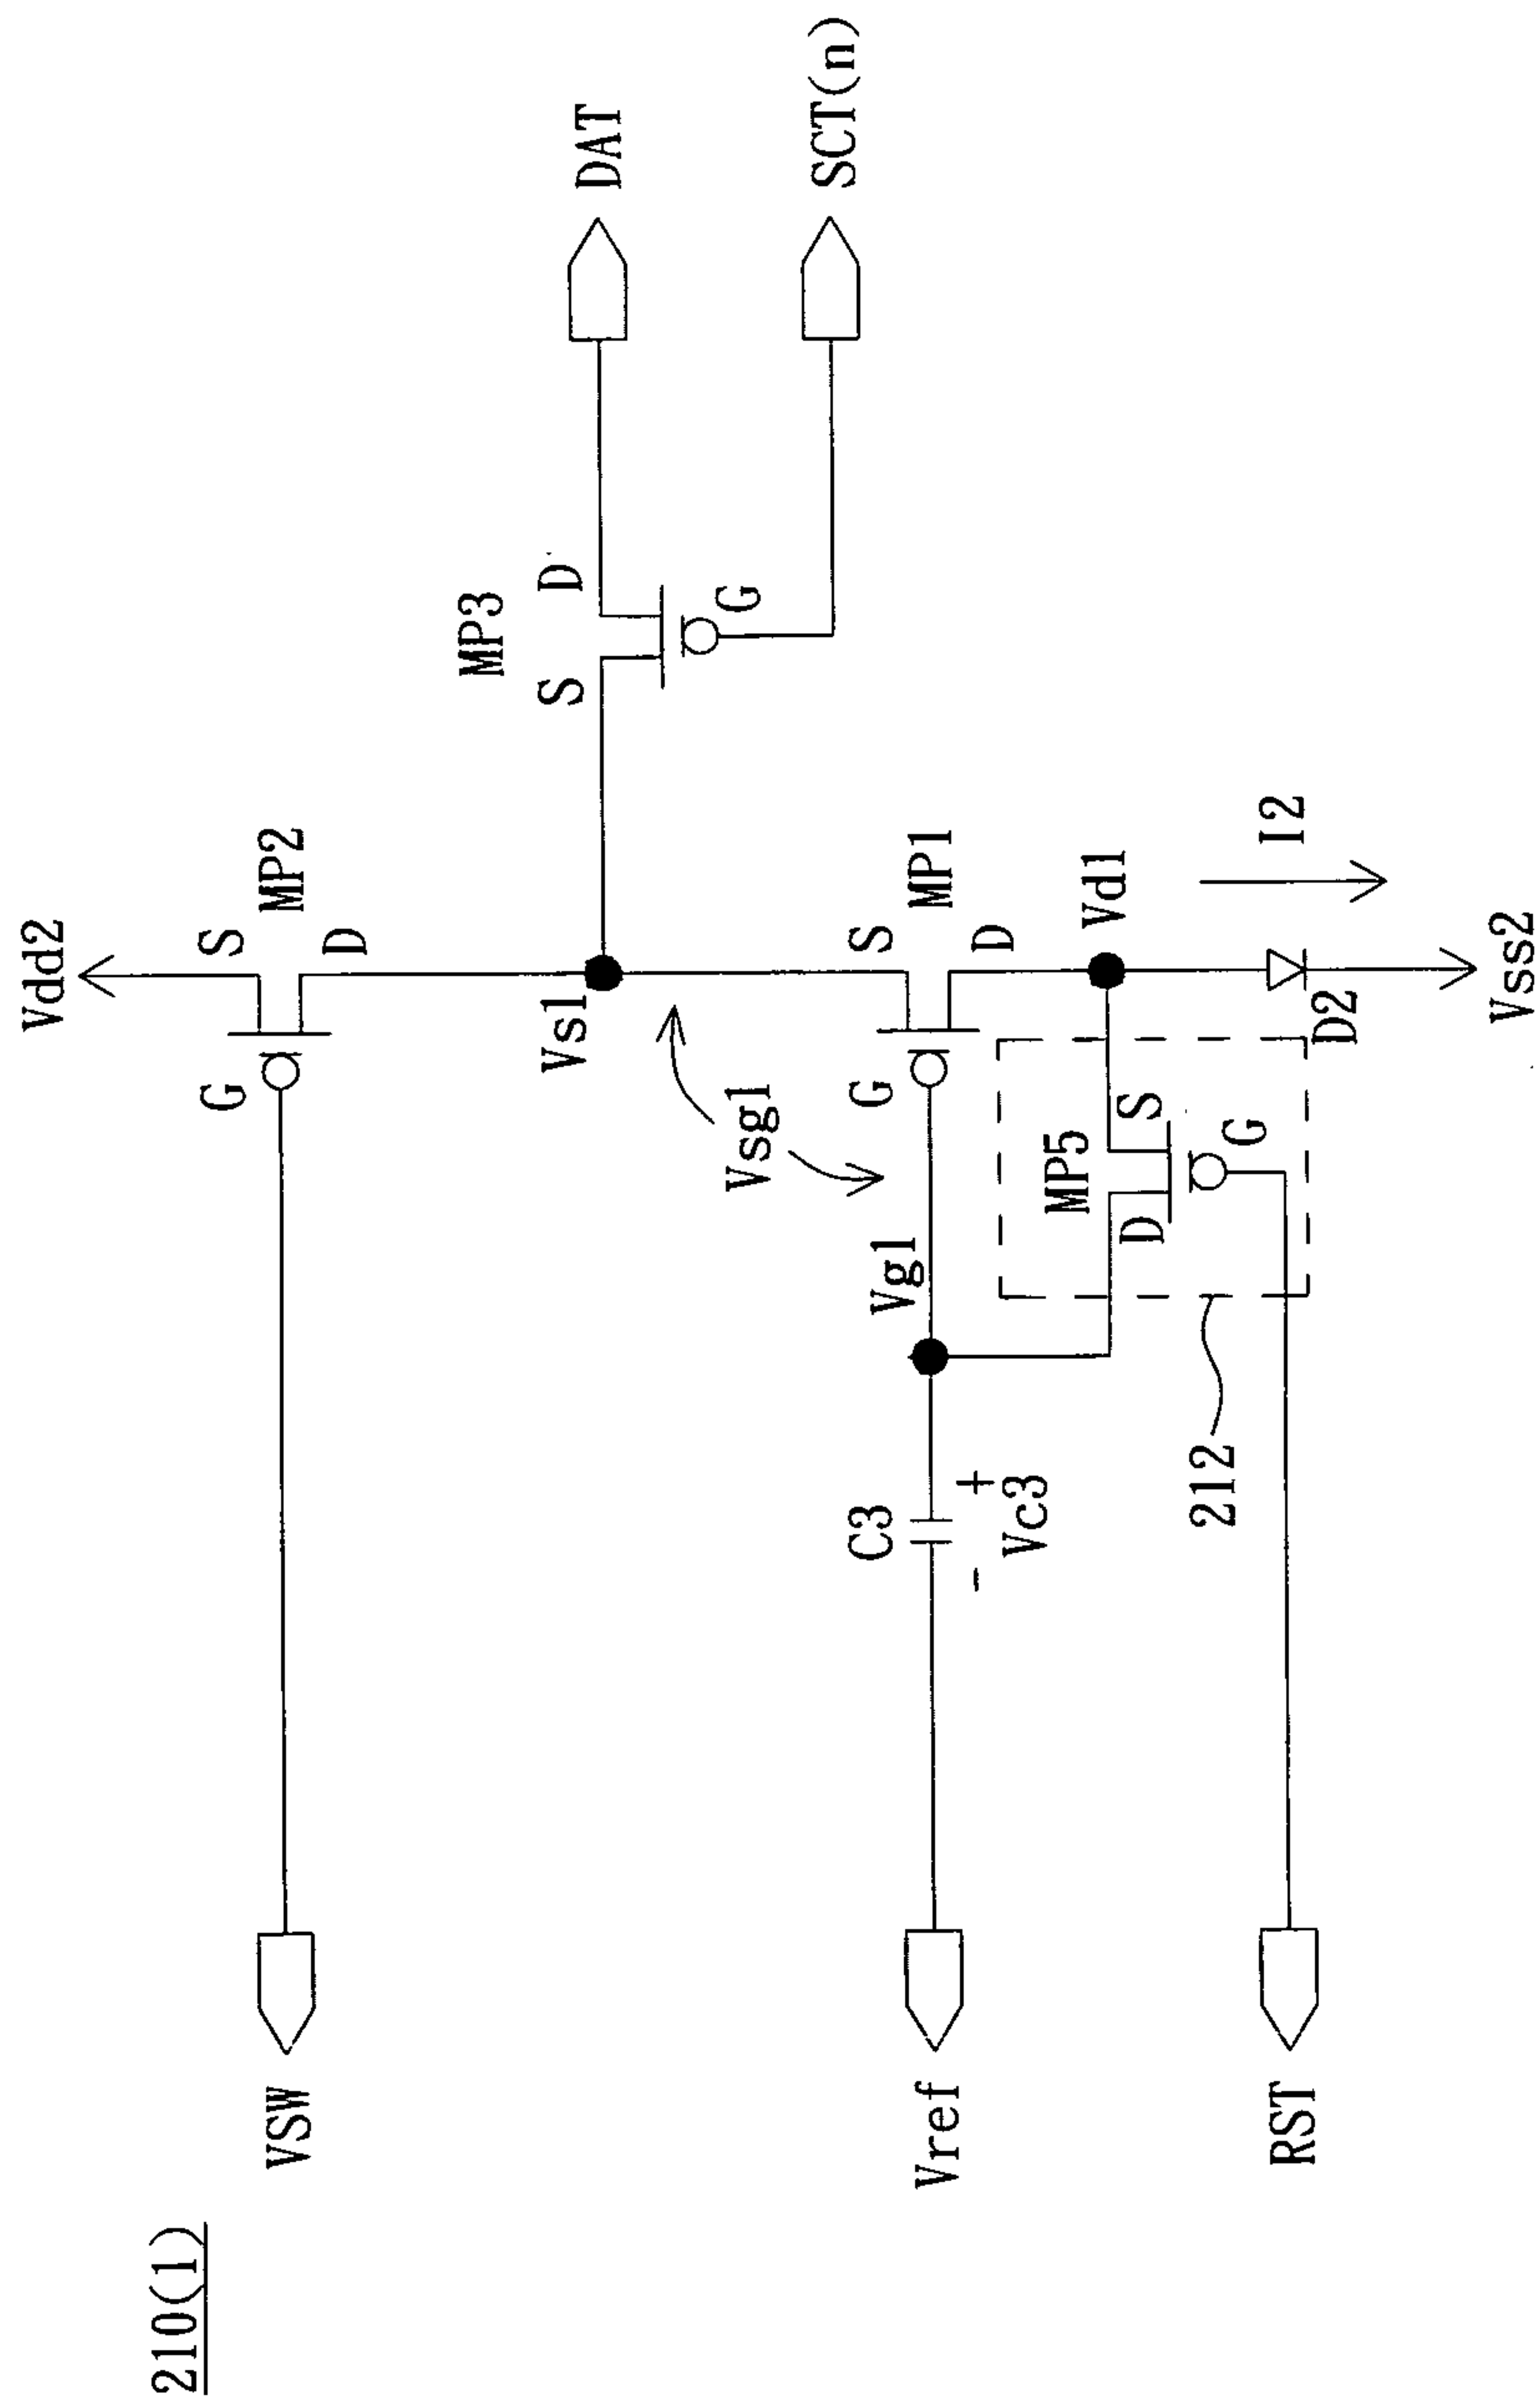 210(1)
Vdd2
S
MP2
G
D
VSW
Vs1
MP3
S
D
G
DAT
SCT(n)
Vsg1
S
MP1
G
D
Vg1
C3
- +
Vc3
Vref
Vd1
MP5
D
S
G
212
I2
D2
RST
Vss2